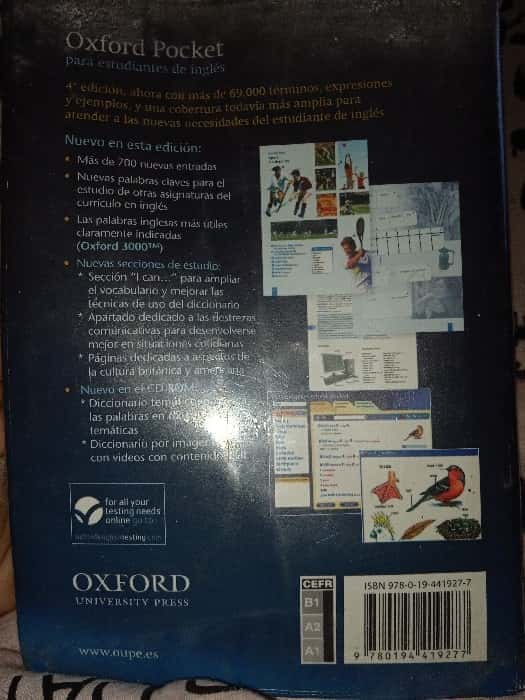 Oxford Pocket
para estudiantes de inglés
4ª edición, ahora con más de 69.000 términos, expresiones
y ejemplos, y una cobertura todavía más amplia para
atender a las nuevas necesidades del estudiante de inglés
Nuevo en esta edición:
• Más de 700 nuevas entradas
• Nuevas palabras claves para el
estudio de otras asignaturas del
currículo en inglés
• Las palabras inglesas más útiles
claramente indicadas
(Oxford 3000™)
• Nuevas secciones de estudio:
* Sección "I can..." para ampliar
el vocabulario y mejorar las
técnicas de uso del diccionario
* Apartado dedicado a las destrezas
comunicativas para desenvolverse
mejor en situaciones cotidianas
* Páginas dedicadas a aspectos de
la cultura británica y americana
• Nuevo en el CD-ROM:
* Diccionario
las palabras en
temáticas
* Diccionario por
con vídeos con
for all your
testing needs
online go to:
oxfordenglishtesting.com
OXFORD
UNIVERSITY PRESS
www.oupe.es
CEFR
B1
A2
A1
ISBN 978-0-19-441927-7
9 780194 419277